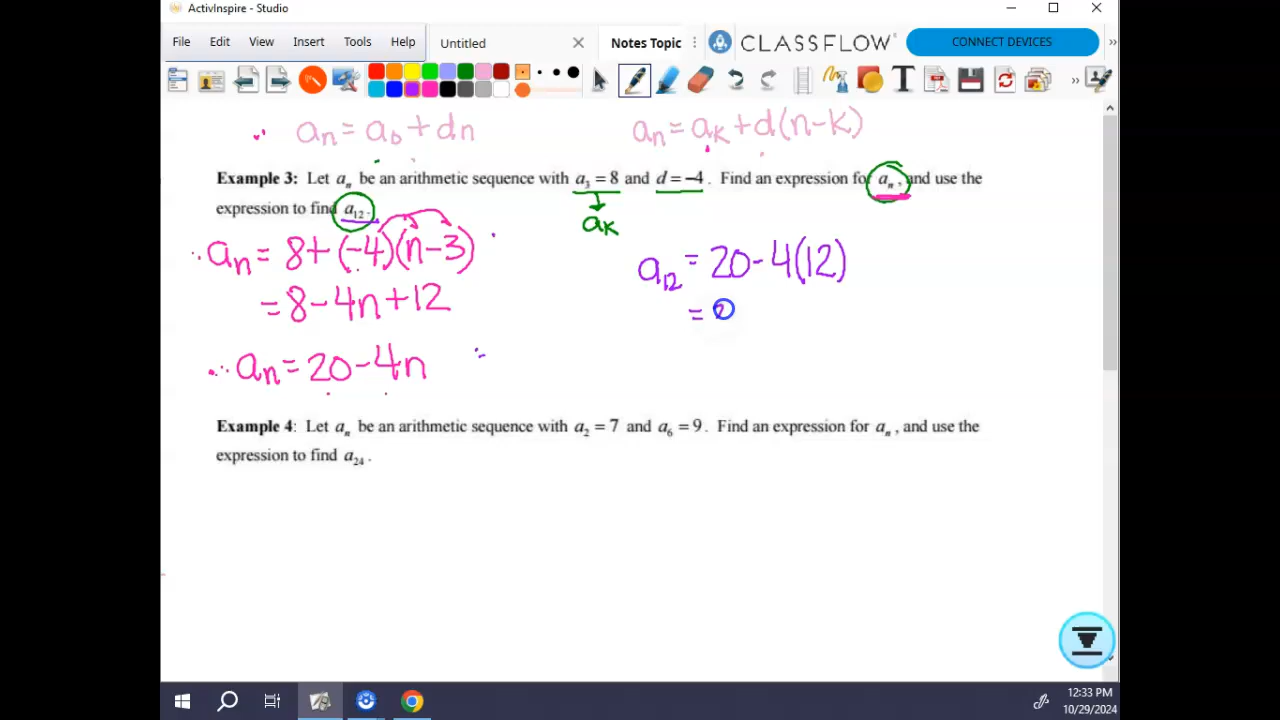 ActivInspire - Studio
File Edit View Insert Tools Help Untitled Notes Topic CLASSFLOW CONNECT DEVICES
aₙ = a₀ + dn aₙ = aₖ + d(n-k)
Example 3: Let aₙ be an arithmetic sequence with a₃ = 8 and d = -4. Find an expression for aₙ, and use the
expression to find a₁₂.
aₖ
aₙ = 8 + (-4)(n-3) a₁₂ = 20 - 4(12)
= 8 - 4n + 12 =
∴ aₙ = 20 - 4n =
Example 4: Let aₙ be an arithmetic sequence with a₂ = 7 and a₆ = 9. Find an expression for aₙ, and use the
expression to find a₂₄.
12:33 PM
10/29/2024